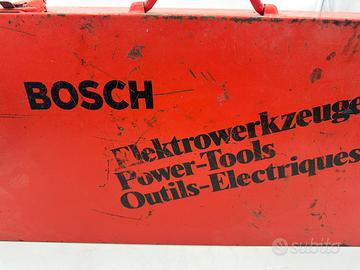 BOSCH
Elektrowerkzeuge
Power-Tools
Outils-Electriques
subito